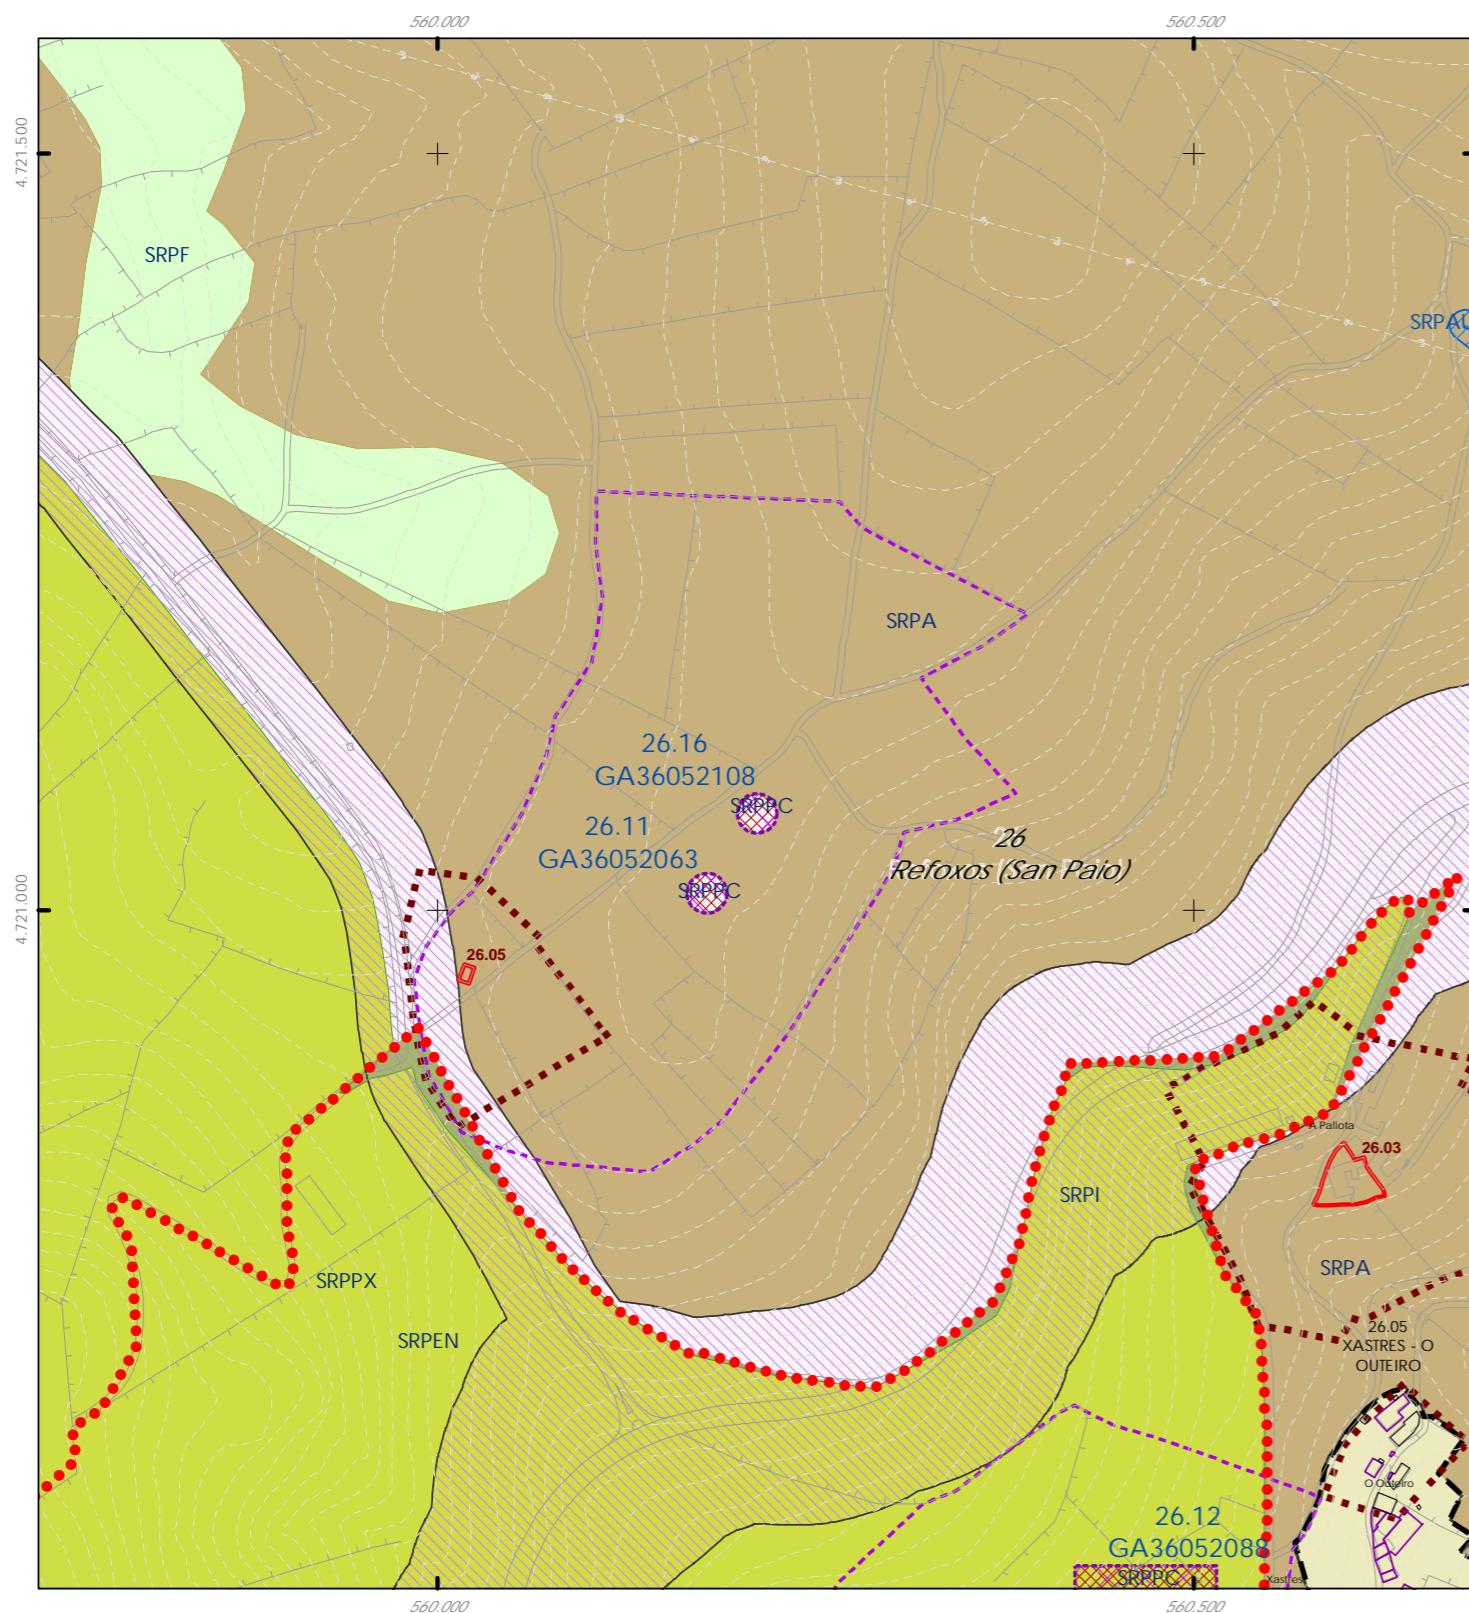 560.000
560.500
4.721.500
SRPF
SRPAU
SRPA
26.16
GA36052108
SRPPC
26.11
GA36052063
SRPPC
26
Refoxos (San Paio)
4.721.000
26.05
A Pallota
26.03
SRPI
SRPA
SRPPX
SRPEN
26.05
XASTRES - O
OUTEIRO
O Outeiro
26.12
GA36052088
SRPPC
Xastres
560.000
560.500